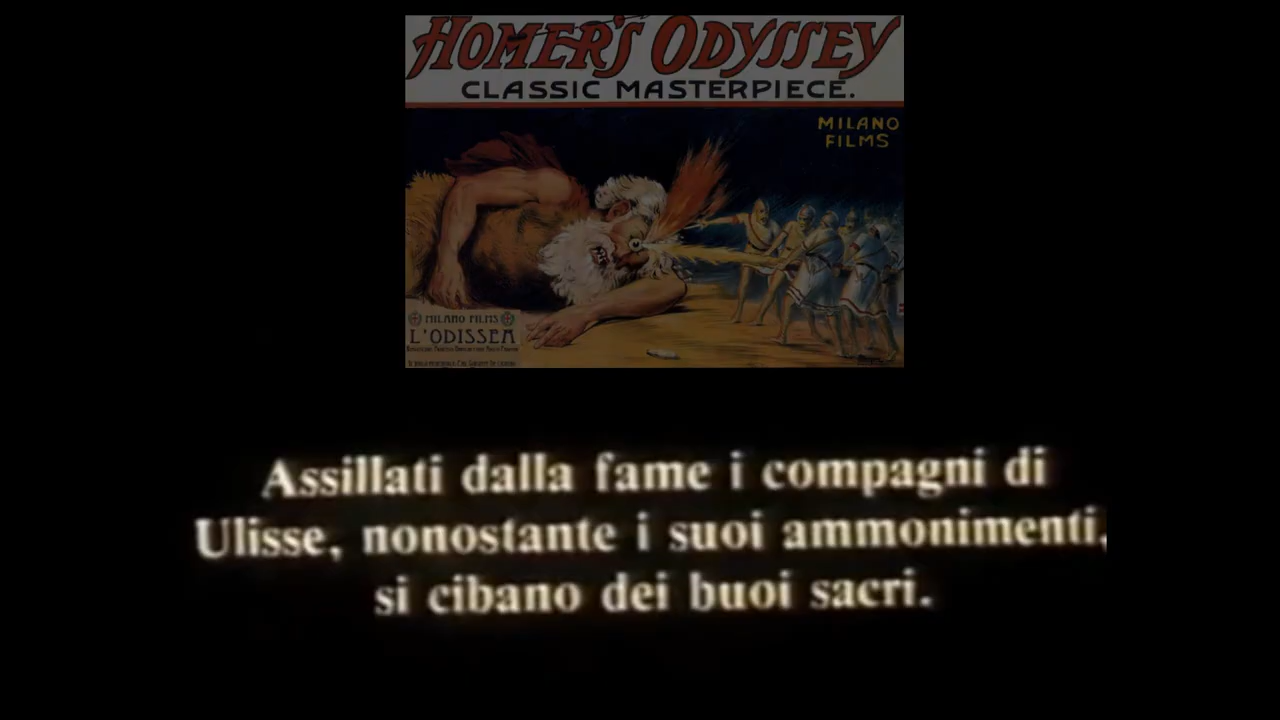 HOMER'S ODYSSEY
CLASSIC MASTERPIECE.
MILANO
FILMS
MILANO FILMS
L'ODISSEA
Assillati dalla fame i compagni di
Ulisse, nonostante i suoi ammonimenti,
si cibano dei buoi sacri.